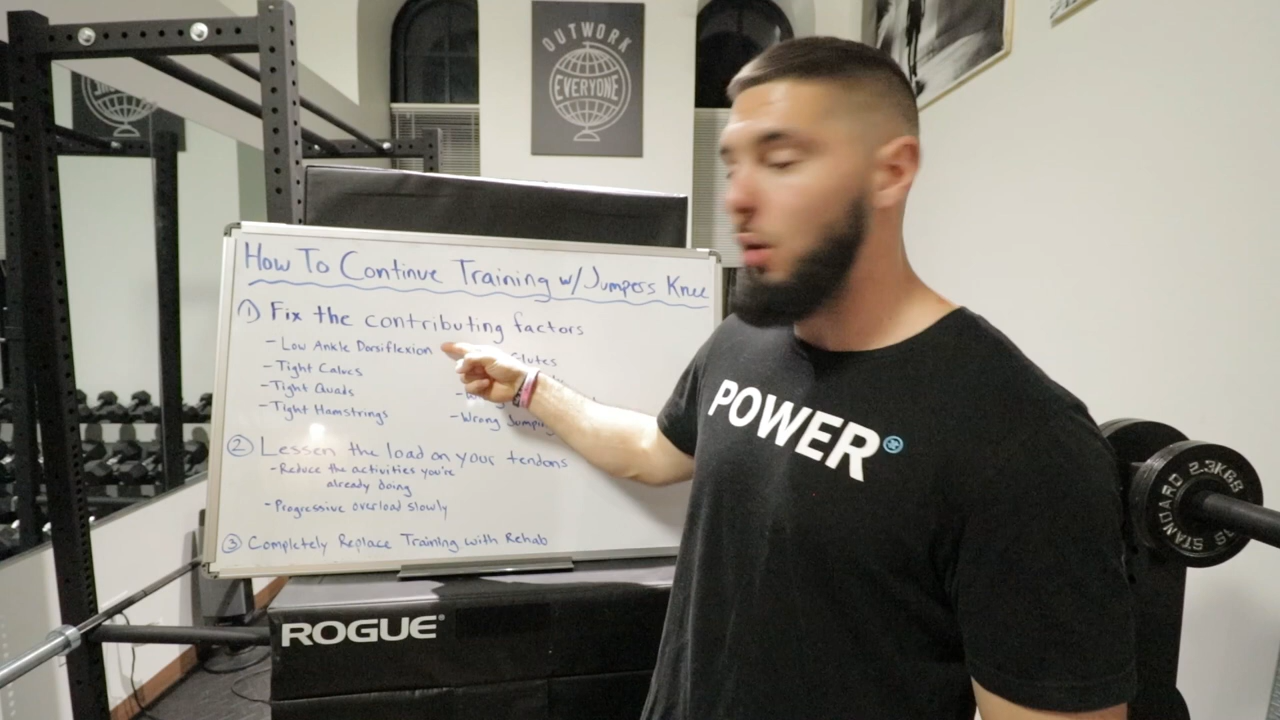 OUTWORK
EVERYONE
How To Continue Training w/Jumpers Knee
① Fix the contributing factors
- Low Ankle Dorsiflexion
Glutes
- Tight Calves
- Tight Quads
- Tight Hamstrings
- Wrong Jumping
② Lessen the load on your tendons
- Reduce the activities you're
already doing
- Progressive overload slowly
③ Completely Replace Training with Rehab
ROGUE®
POWER
STANDARD 2.3KG